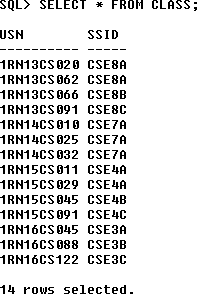 SQL> SELECT * FROM CLASS;
USN        SSID
---------- -----
1RN13CS020 CSE8A
1RN13CS062 CSE8A
1RN13CS066 CSE8B
1RN13CS091 CSE8C
1RN14CS010 CSE7A
1RN14CS025 CSE7A
1RN14CS032 CSE7A
1RN15CS011 CSE4A
1RN15CS029 CSE4A
1RN15CS045 CSE4B
1RN15CS091 CSE4C
1RN16CS045 CSE3A
1RN16CS088 CSE3B
1RN16CS122 CSE3C
14 rows selected.